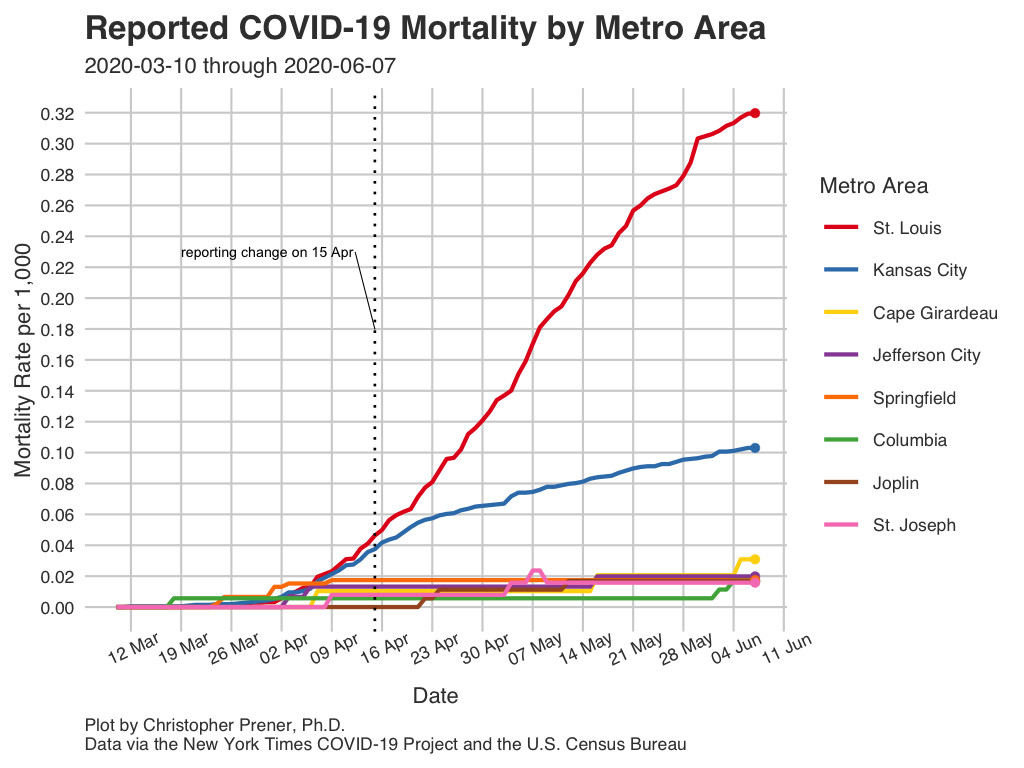 Reported COVID-19 Mortality by Metro Area
2020-03-10 through 2020-06-07
Mortality Rate per 1,000
0.32
0.30
0.28
0.26
0.24
0.22
0.20
0.18
0.16
0.14
0.12
0.10
0.08
0.06
0.04
0.02
0.00
reporting change on 15 Apr
12 Mar
19 Mar
26 Mar
02 Apr
09 Apr
16 Apr
23 Apr
30 Apr
07 May
14 May
21 May
28 May
04 Jun
11 Jun
Date
Metro Area
St. Louis
Kansas City
Cape Girardeau
Jefferson City
Springfield
Columbia
Joplin
St. Joseph
Plot by Christopher Prener, Ph.D.
Data via the New York Times COVID-19 Project and the U.S. Census Bureau